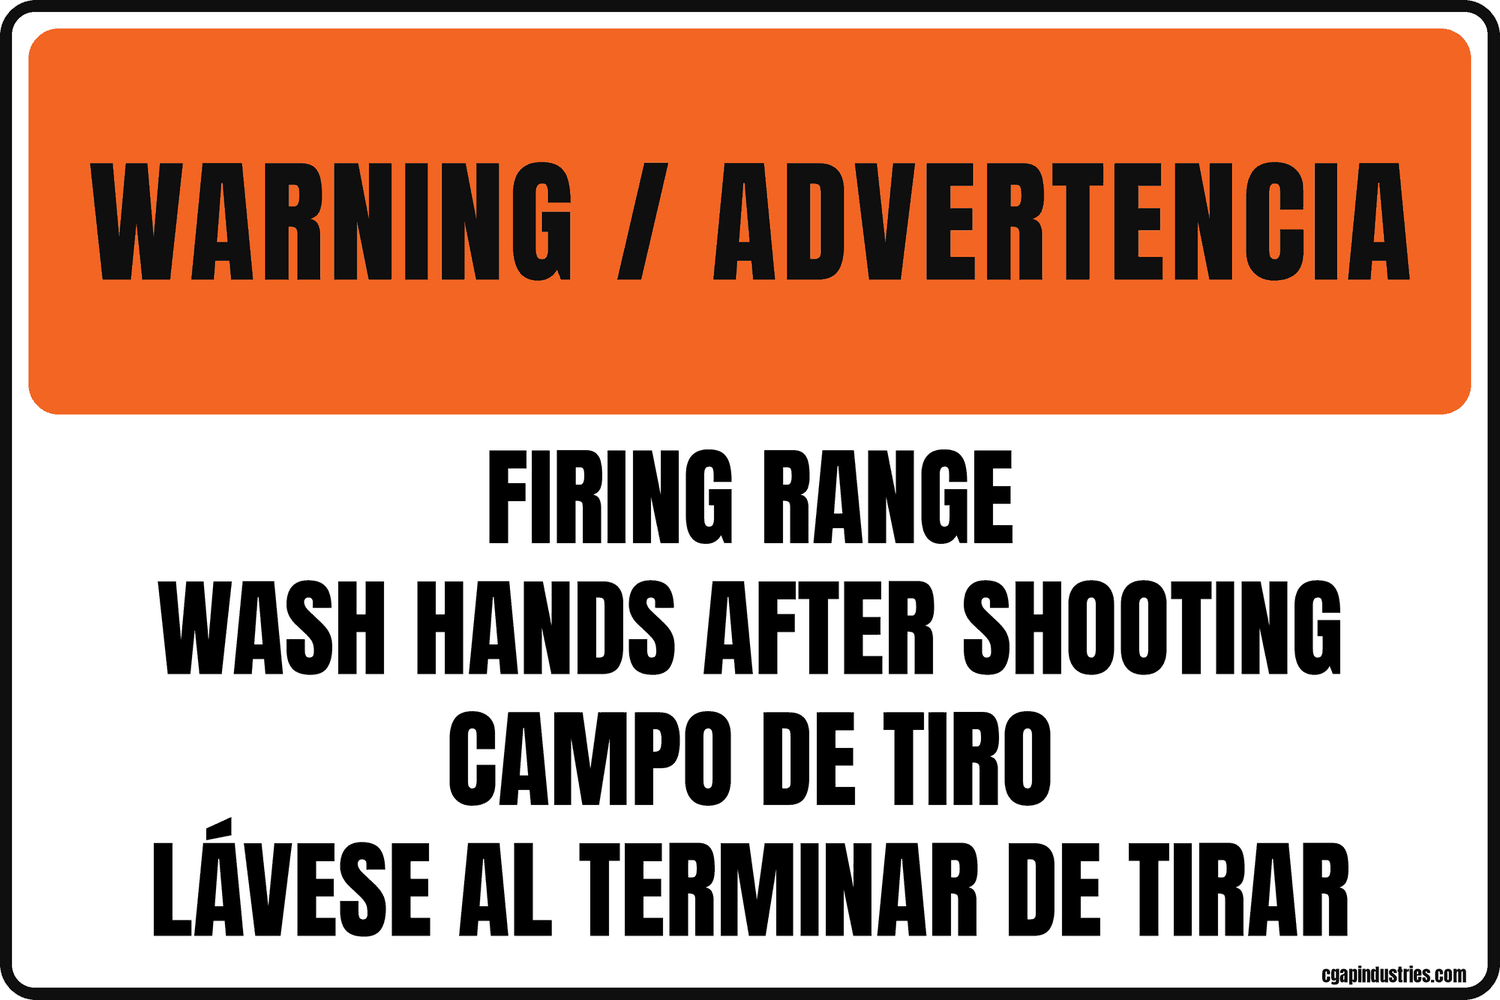 WARNING / ADVERTENCIA
FIRING RANGE
WASH HANDS AFTER SHOOTING
CAMPO DE TIRO
LÁVESE AL TERMINAR DE TIRAR
cgapindustries.com